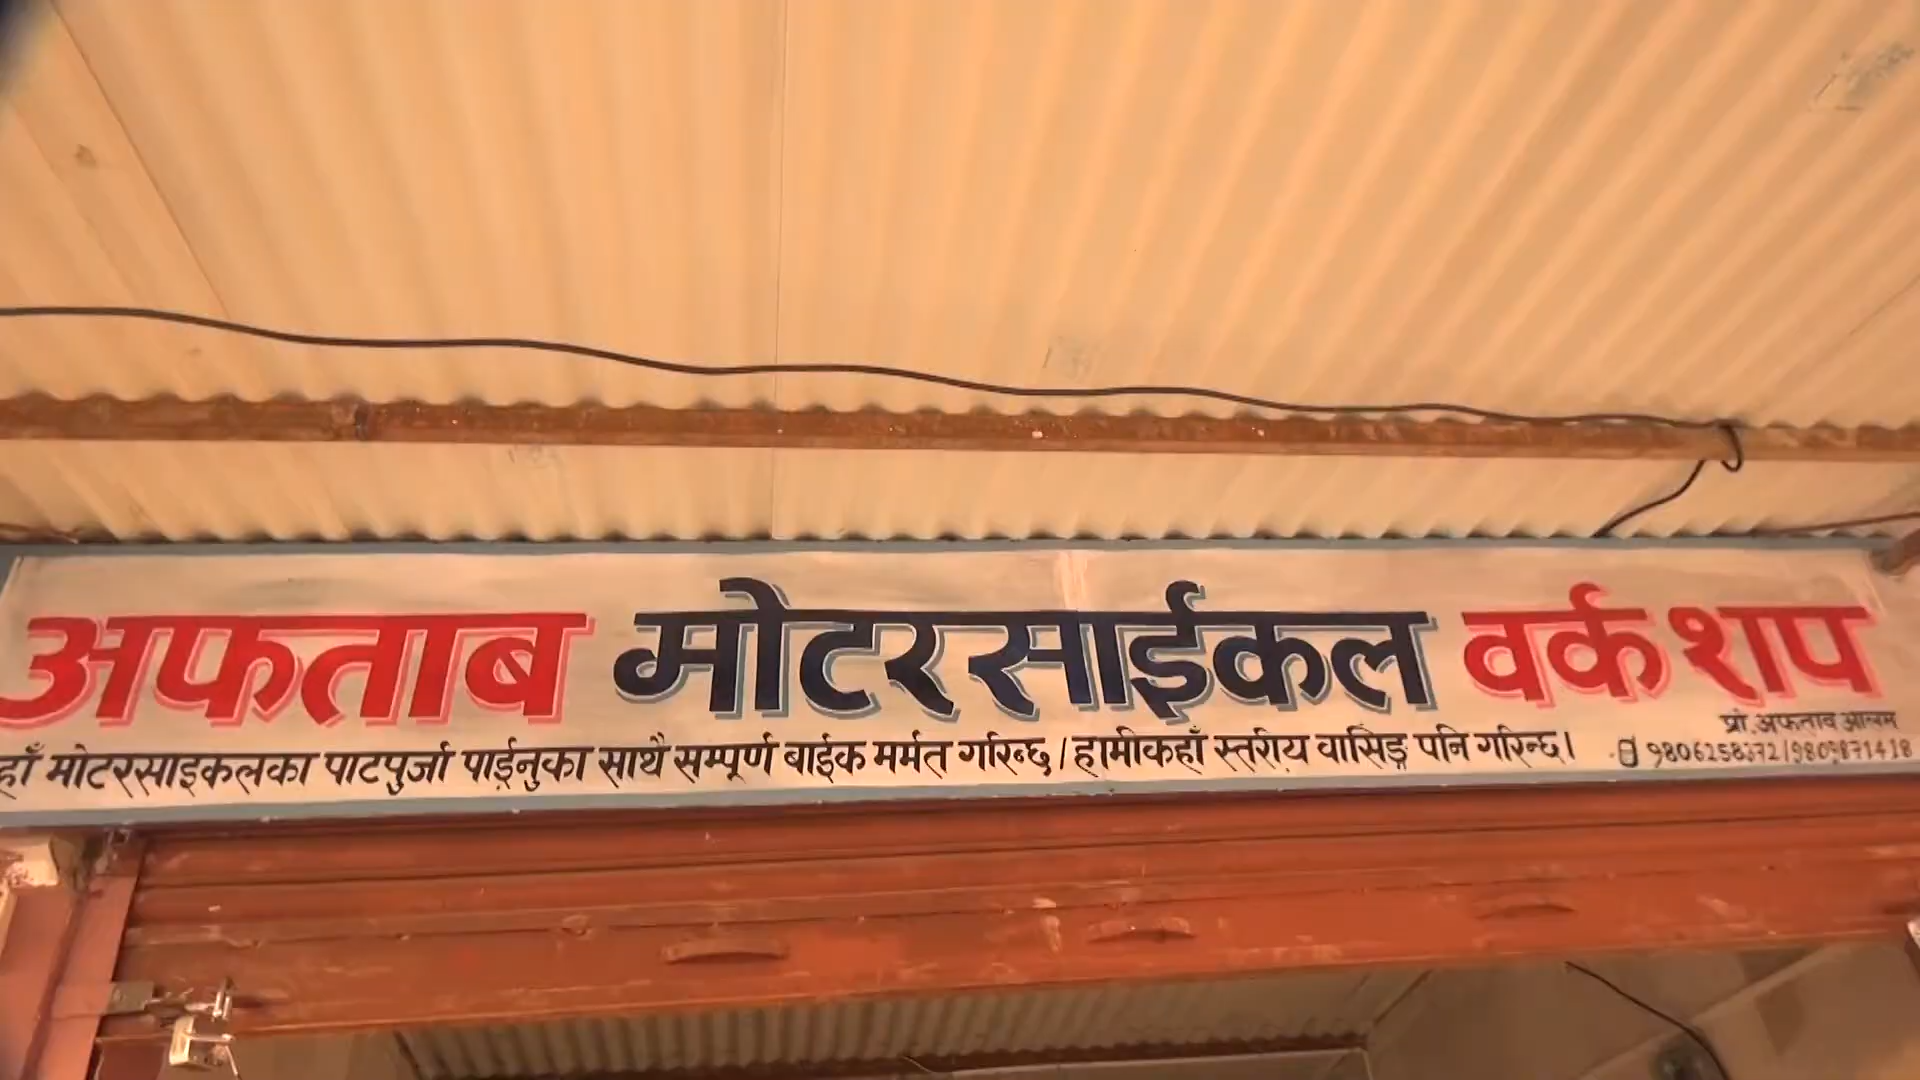 अफताब मोटरसाईकल वर्कशप
प्रो. अफताब आलम
हाँ मोटरसाइकलका पाटपुर्जा पाईनुका साथै सम्पूर्ण बाईक मर्मत गरिन्छ । हामीकहाँ स्तरीय वासिङ्ग पनि गरिन्छ।